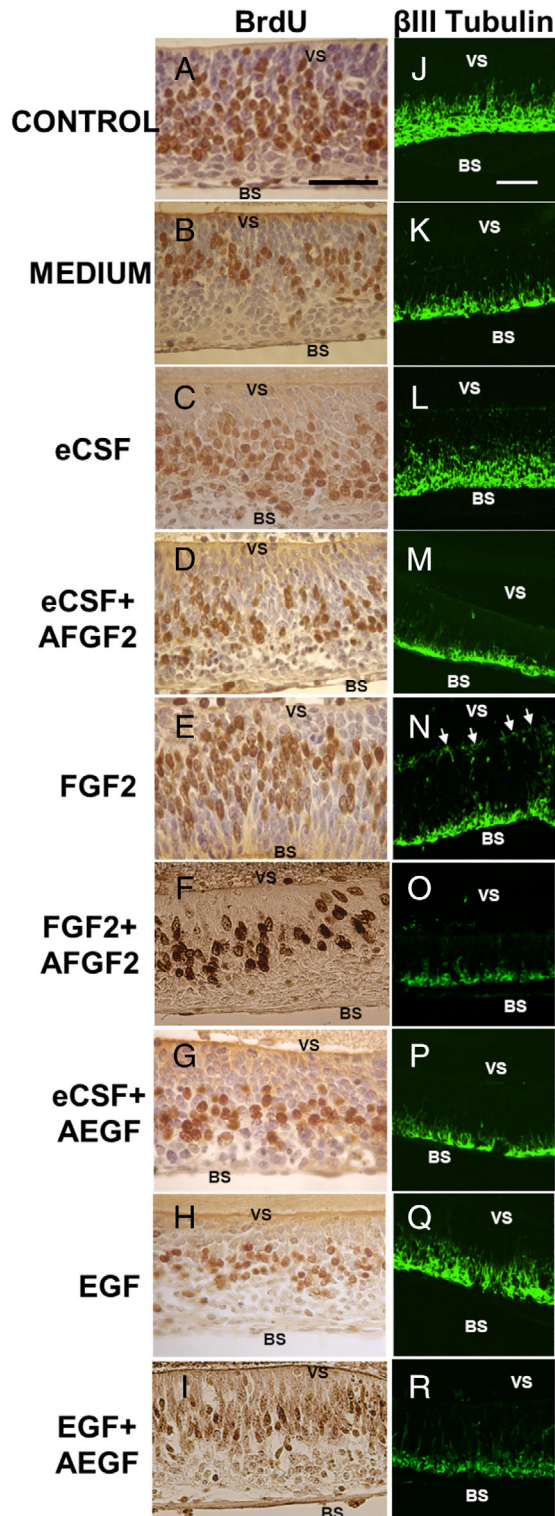 BrdU βIII Tubulin
A VS BS
J VS BS
CONTROL
B VS BS
K VS BS
MEDIUM
C VS BS
L VS BS
eCSF
D VS BS
M VS BS
eCSF+
AFGF2
E VS BS
N VS BS
FGF2
F VS BS
O VS BS
FGF2+
AFGF2
G VS BS
P VS BS
eCSF+
AEGF
H VS BS
Q VS BS
EGF
I VS BS
R VS BS
EGF+
AEGF